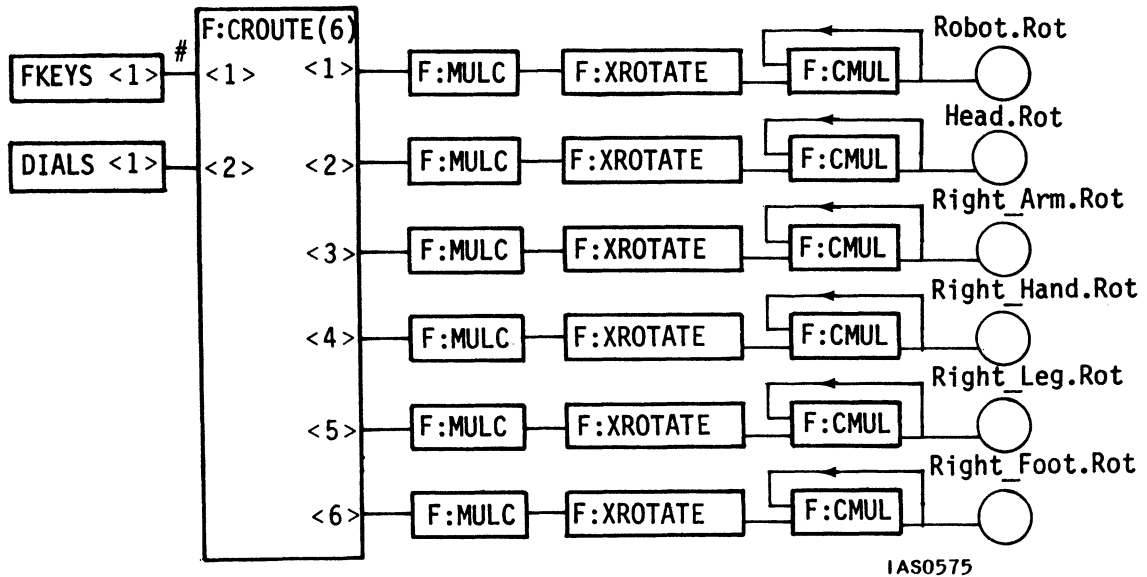 F:CROUTE(6)
#
FKEYS <1>
<1>
<1>
F:MULC
F:XROTATE
F:CMUL
Robot.Rot
DIALS <1>
<2>
<2>
F:MULC
F:XROTATE
F:CMUL
Head.Rot
<3>
F:MULC
F:XROTATE
F:CMUL
Right_Arm.Rot
<4>
F:MULC
F:XROTATE
F:CMUL
Right_Hand.Rot
<5>
F:MULC
F:XROTATE
F:CMUL
Right_Leg.Rot
<6>
F:MULC
F:XROTATE
F:CMUL
Right_Foot.Rot
IAS0575